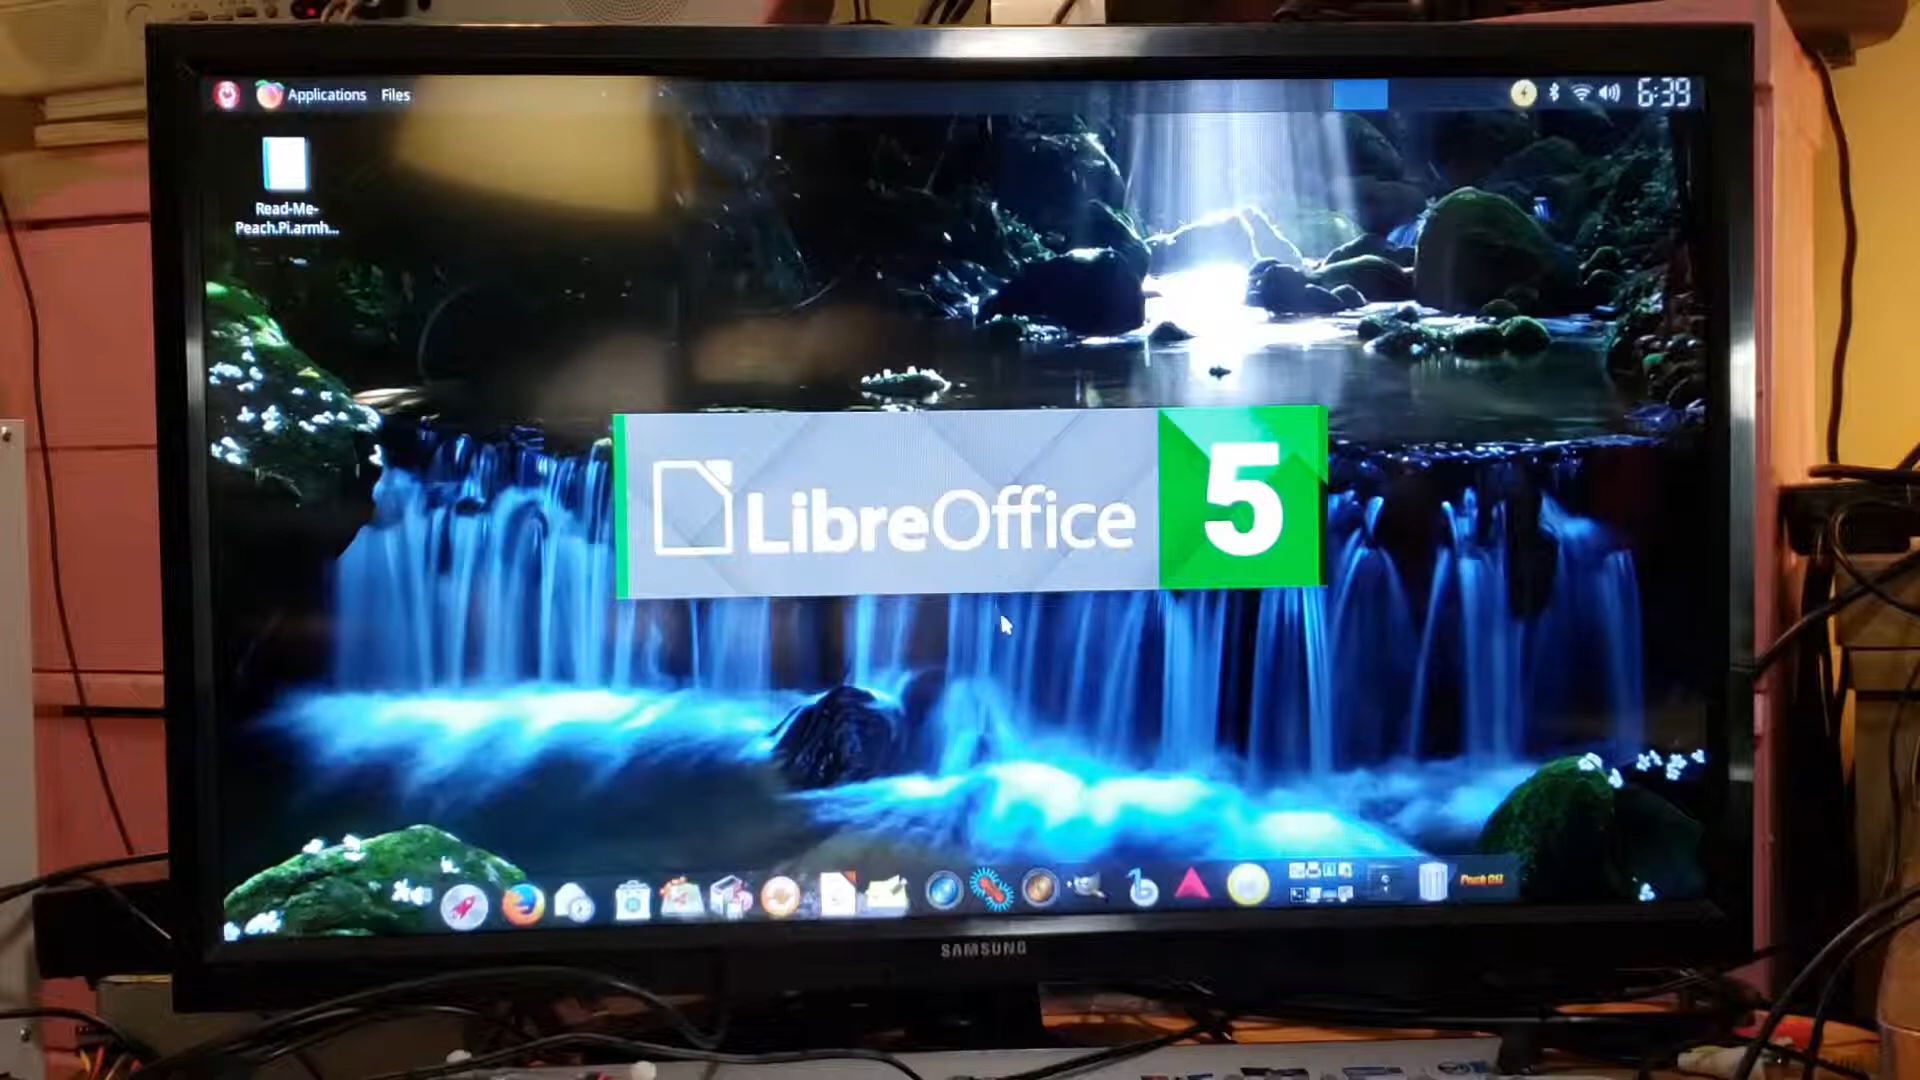 Applications Files
6:39
Read-Me-
Peach.Pi.armh...
LibreOffice 5
SAMSUNG